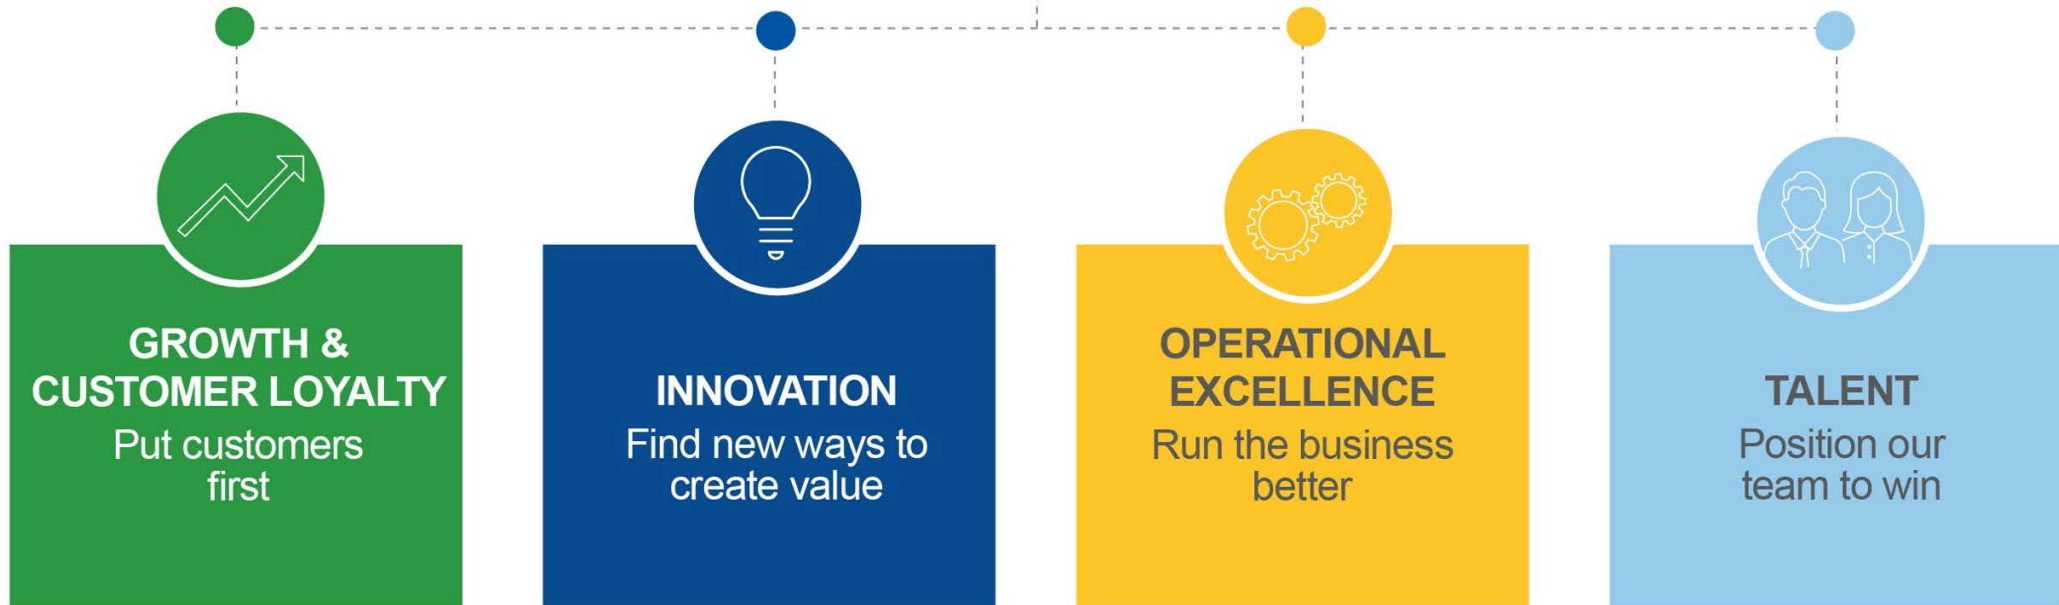 GROWTH &
CUSTOMER LOYALTY
Put customers
first
INNOVATION
Find new ways to
create value
OPERATIONAL
EXCELLENCE
Run the business
better
TALENT
Position our
team to win